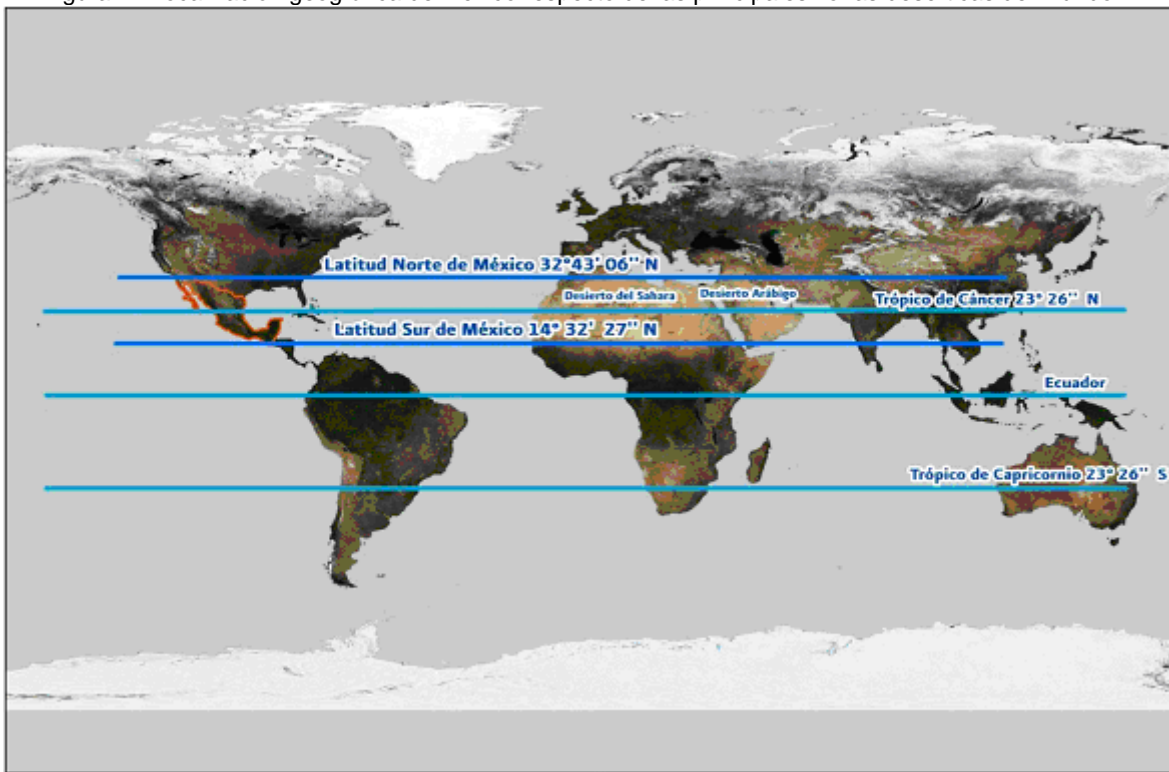 Latitud Norte de México 32°43' 06'' N
Desierto del Sahara
Desierto Arábigo
Trópico de Cáncer 23° 26'' N
Latitud Sur de México 14° 32' 27'' N
Ecuador
Trópico de Capricornio 23° 26'' S